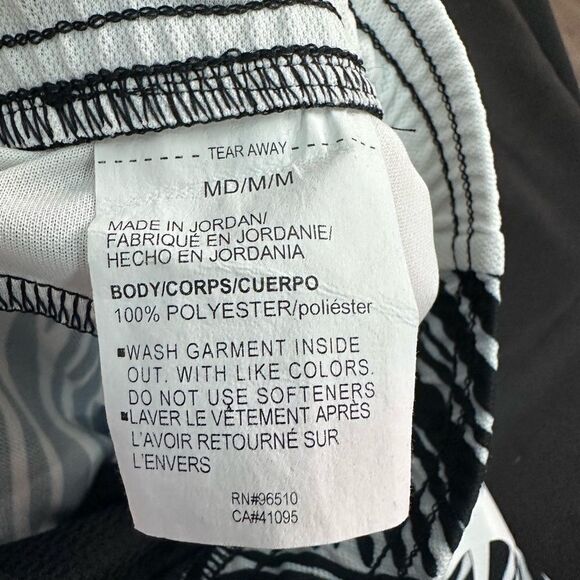 TEAR AWAY
MD/M/M
MADE IN JORDAN/
FABRIQUÉ EN JORDANIE/
HECHO EN JORDANIA
BODY/CORPS/CUERPO
100% POLYESTER/poliéster
▪WASH GARMENT INSIDE
OUT. WITH LIKE COLORS.
DO NOT USE SOFTENERS
▪LAVER LE VÊTEMENT APRÈS
L'AVOIR RETOURNÉ SUR
L'ENVERS
RN#96510
CA#41095